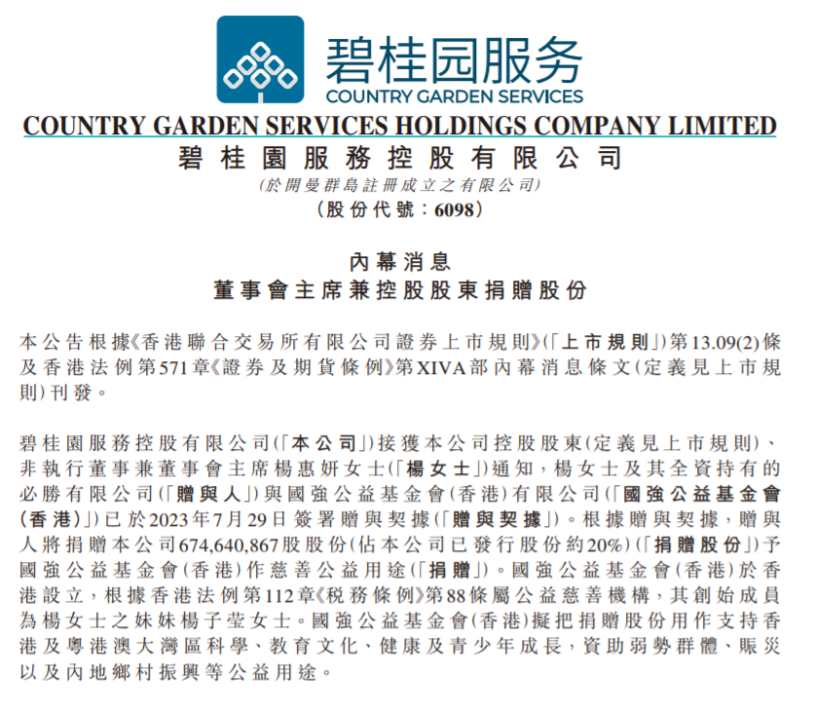 碧桂园服务
COUNTRY GARDEN SERVICES
COUNTRY GARDEN SERVICES HOLDINGS COMPANY LIMITED
碧桂園服務控股有限公司
(於開曼群島註冊成立之有限公司)
(股份代號：6098)
內幕消息
董事會主席兼控股股東捐贈股份
本公告根據《香港聯合交易所有限公司證券上市規則》(「上市規則」)第13.09(2)條
及香港法例第571章《證券及期貨條例》第XIVA部內幕消息條文(定義見上市規
則)刊發。
碧桂園服務控股有限公司(「本公司」)接獲本公司控股股東(定義見上市規則)、
非執行董事兼董事會主席楊惠妍女士(「楊女士」)通知，楊女士及其全資持有的
必勝有限公司(「贈與人」)與國強公益基金會(香港)有限公司(「國強公益基金會
(香港)」)已於2023年7月29日簽署贈與契據(「贈與契據」)。根據贈與契據，贈與
人將捐贈本公司674,640,867股股份(佔本公司已發行股份約20%)(「捐贈股份」)予
國強公益基金會(香港)作慈善公益用途(「捐贈」)。國強公益基金會(香港)於香
港設立，根據香港法例第112章《稅務條例》第88條屬公益慈善機構，其創始成員
為楊女士之妹妹楊子莹女士。國強公益基金會(香港)擬把捐贈股份用作支持香
港及粵港澳大灣區科學、教育文化、健康及青少年成長，資助弱勢群體、賑災
以及內地鄉村振興等公益用途。